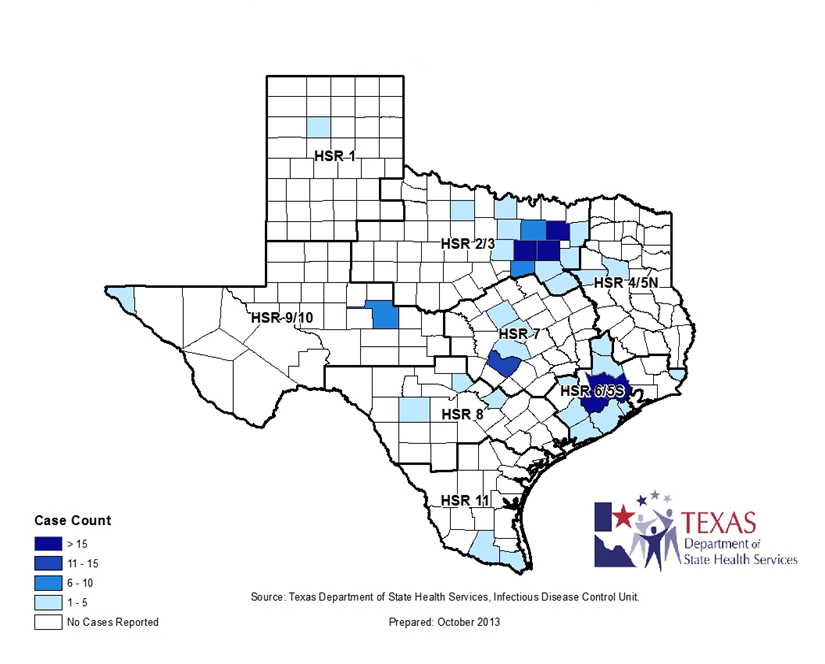 HSR 1
HSR 2/3
HSR 4/5N
HSR 9/10
HSR 7
HSR 6/5S
HSR 8
HSR 11
Case Count
> 15
11 - 15
6 - 10
1 - 5
No Cases Reported
TEXAS
Department of
State Health Services
Source: Texas Department of State Health Services, Infectious Disease Control Unit.
Prepared: October 2013